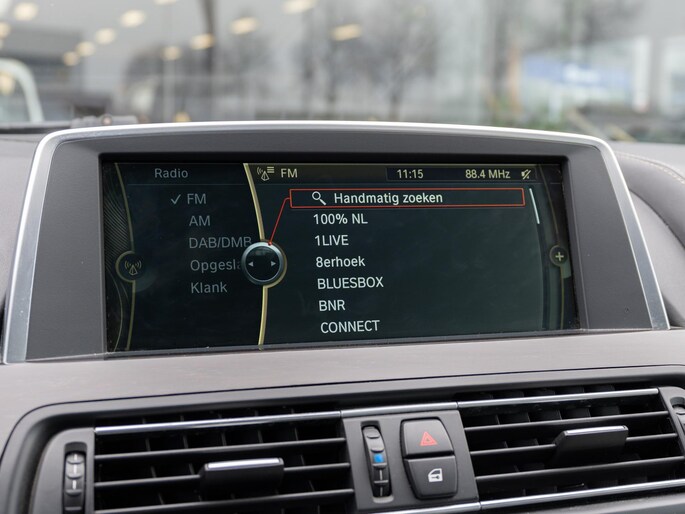 Radio
FM 11:15 88.4 MHz
✓ FM
AM
DAB/DMB
Opgesla
Klank
Handmatig zoeken
100% NL
1LIVE
8erhoek
BLUESBOX
BNR
CONNECT